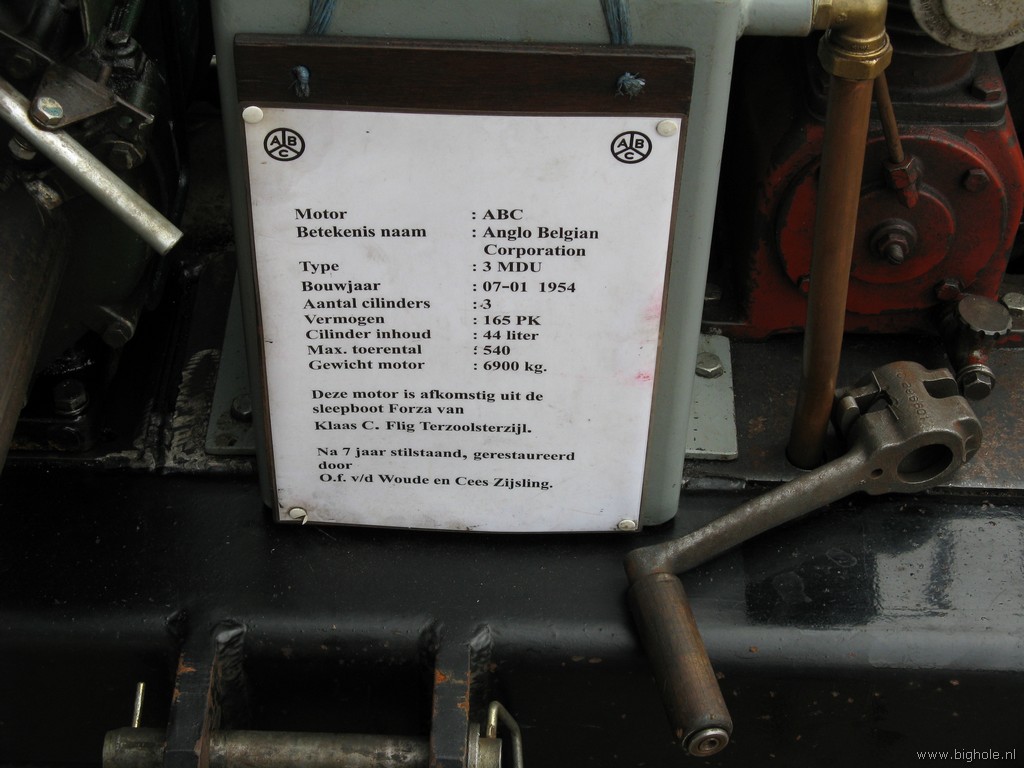 ABC ABC
Motor : ABC
Betekenis naam : Anglo Belgian
Corporation
Type : 3 MDU
Bouwjaar : 07-01 1954
Aantal cilinders : 3
Vermogen : 165 PK
Cilinder inhoud : 44 liter
Max. toerental : 540
Gewicht motor : 6900 kg.
Deze motor is afkomstig uit de
sleepboot Forza van
Klaas C. Flig Terzoolsterzijl.
Na 7 jaar stilstaand, gerestaureerd
door
O.f. v/d Woude en Cees Zijsling.
www.bighole.nl